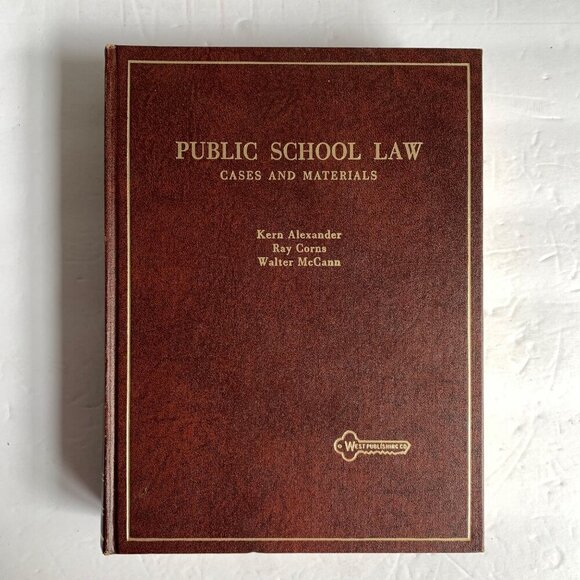 PUBLIC SCHOOL LAW
CASES AND MATERIALS
Kern Alexander
Ray Corns
Walter McCann
WEST PUBLISHING CO